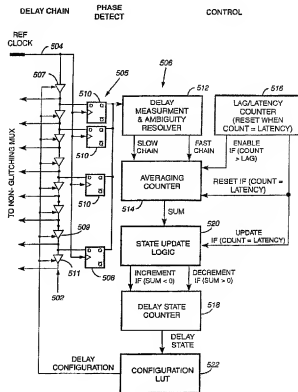 DELAY CHAIN
PHASE DETECT
CONTROL
REF CLOCK
504
507
505
506
510
510
510
512
516
DELAY MEASURMENT & AMBIGUITY RESOLVER
LAG/LATENCY COUNTER (RESET WHEN COUNT = LATENCY)
SLOW CHAIN
FAST CHAIN
ENABLE IF (COUNT > LAG)
AVERAGING COUNTER
514
RESET IF (COUNT = LATENCY)
SUM
520
STATE UPDATE LOGIC
UPDATE IF (COUNT = LATENCY)
TO NON- GLITCHING MUX
509
511
508
502
INCREMENT IF (SUM < 0)
DECREMENT IF (SUM > 0)
518
DELAY STATE COUNTER
DELAY STATE
DELAY CONFIGURATION
CONFIGURATION LUT
522